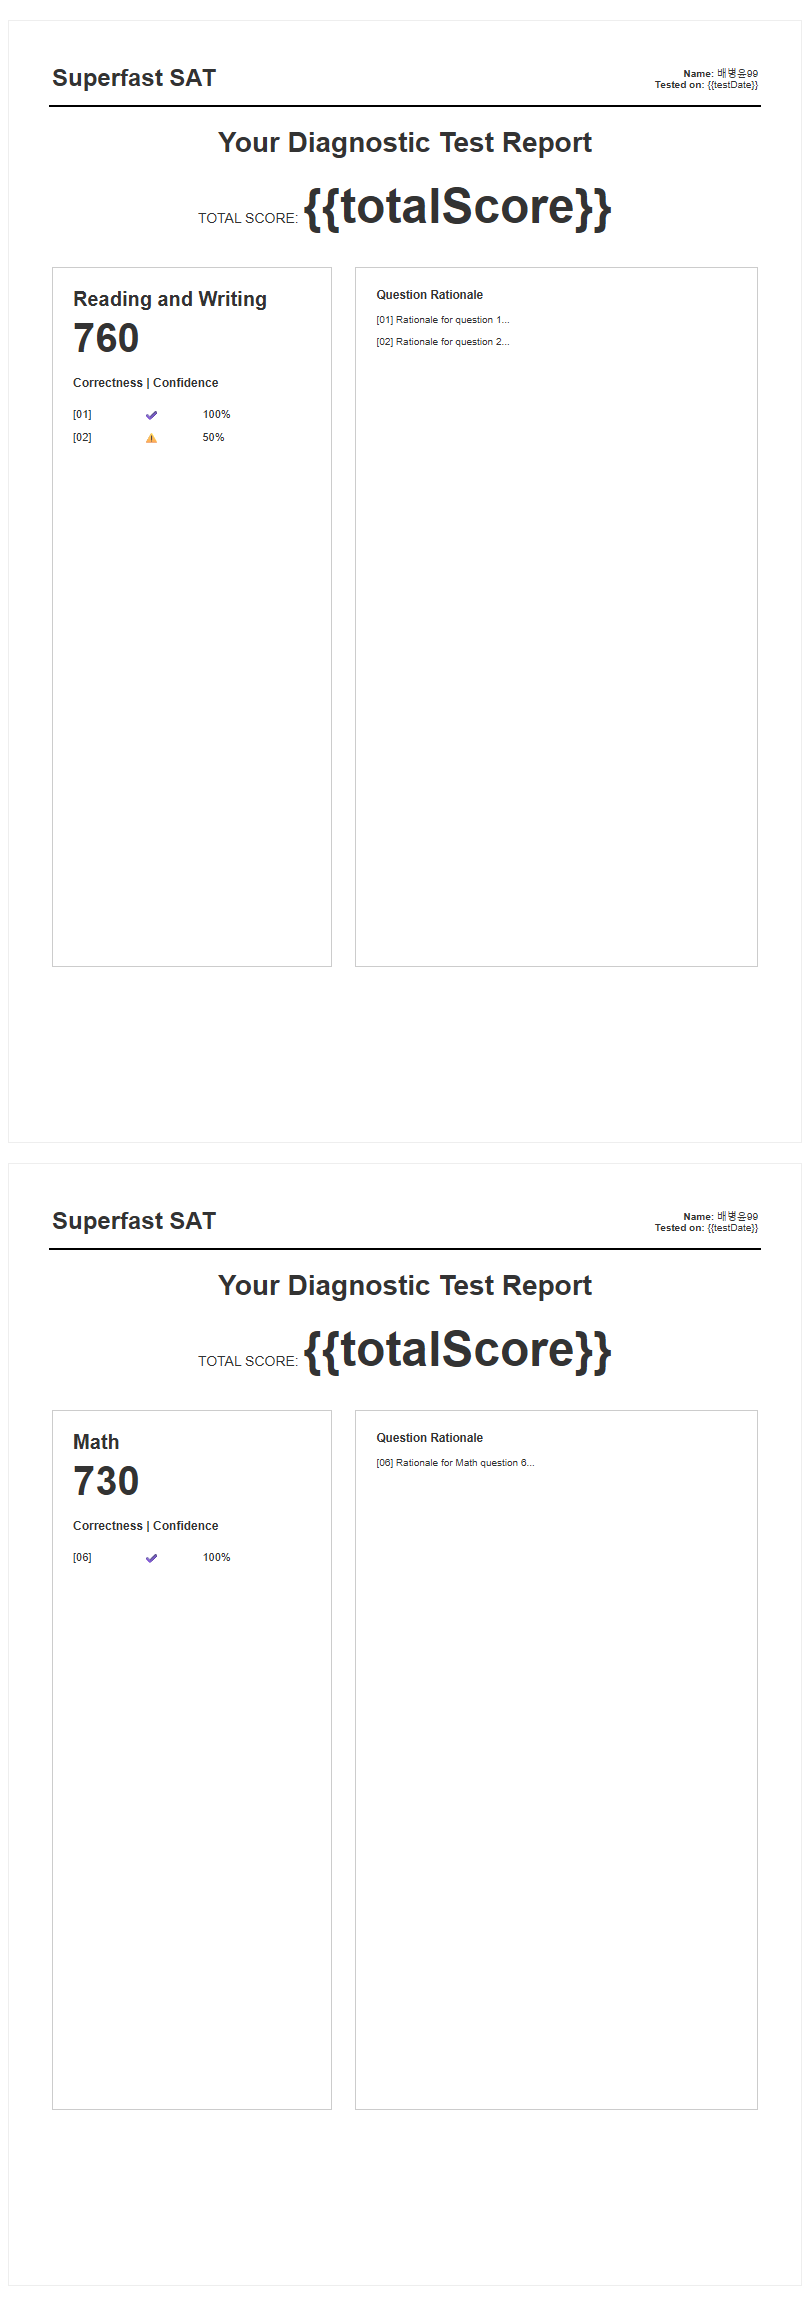 Superfast SAT
Name: 배병윤99
Tested on: {{testDate}}
Your Diagnostic Test Report
TOTAL SCORE: {{totalScore}}
Reading and Writing
760
Correctness | Confidence
[01] ✔ 100%
[02] ⚠ 50%
Question Rationale
[01] Rationale for question 1...
[02] Rationale for question 2...
Superfast SAT
Name: 배병윤99
Tested on: {{testDate}}
Your Diagnostic Test Report
TOTAL SCORE: {{totalScore}}
Math
730
Correctness | Confidence
[06] ✔ 100%
Question Rationale
[06] Rationale for Math question 6...